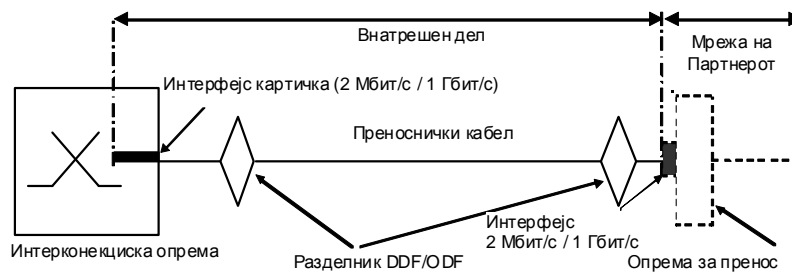 Внатрешен дел
Мрежа на
Партнерот
Интерфејс картичка (2 Мбит/с / 1 Гбит/с)
Преноснички кабел
Интерфејс
2 Мбит/с / 1 Гбит/с
Интерконекциска опрема
Разделник DDF/ODF
Опрема за пренос